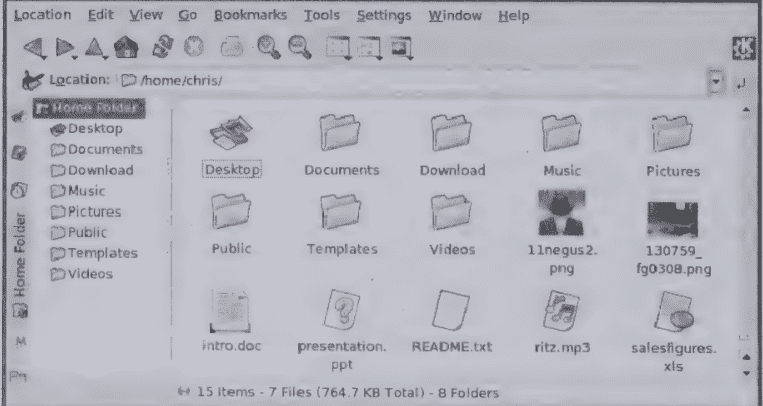 Location Edit View Go Bookmarks Tools Settings Window Help
Location: /home/chris/
Home Folder
Desktop
Documents
Download
Music
Pictures
Public
Templates
Videos
Home Folder
Desktop Documents Download Music Pictures
Public Templates Videos 11negus2. 130759_
png fg0308.png
intro.doc presentation. README.txt ritz.mp3 salesfigures.
ppt xls
15 Items - 7 Files (764.7 KB Total) - 8 Folders